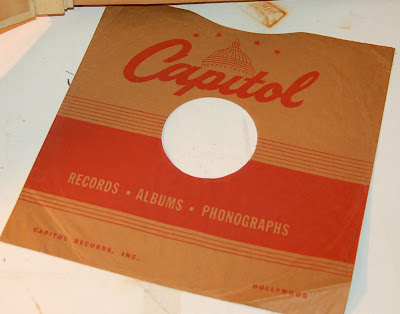 Capitol
RECORDS • ALBUMS • PHONOGRAPHS
CAPITOL RECORDS, INC.
HOLLYWOOD